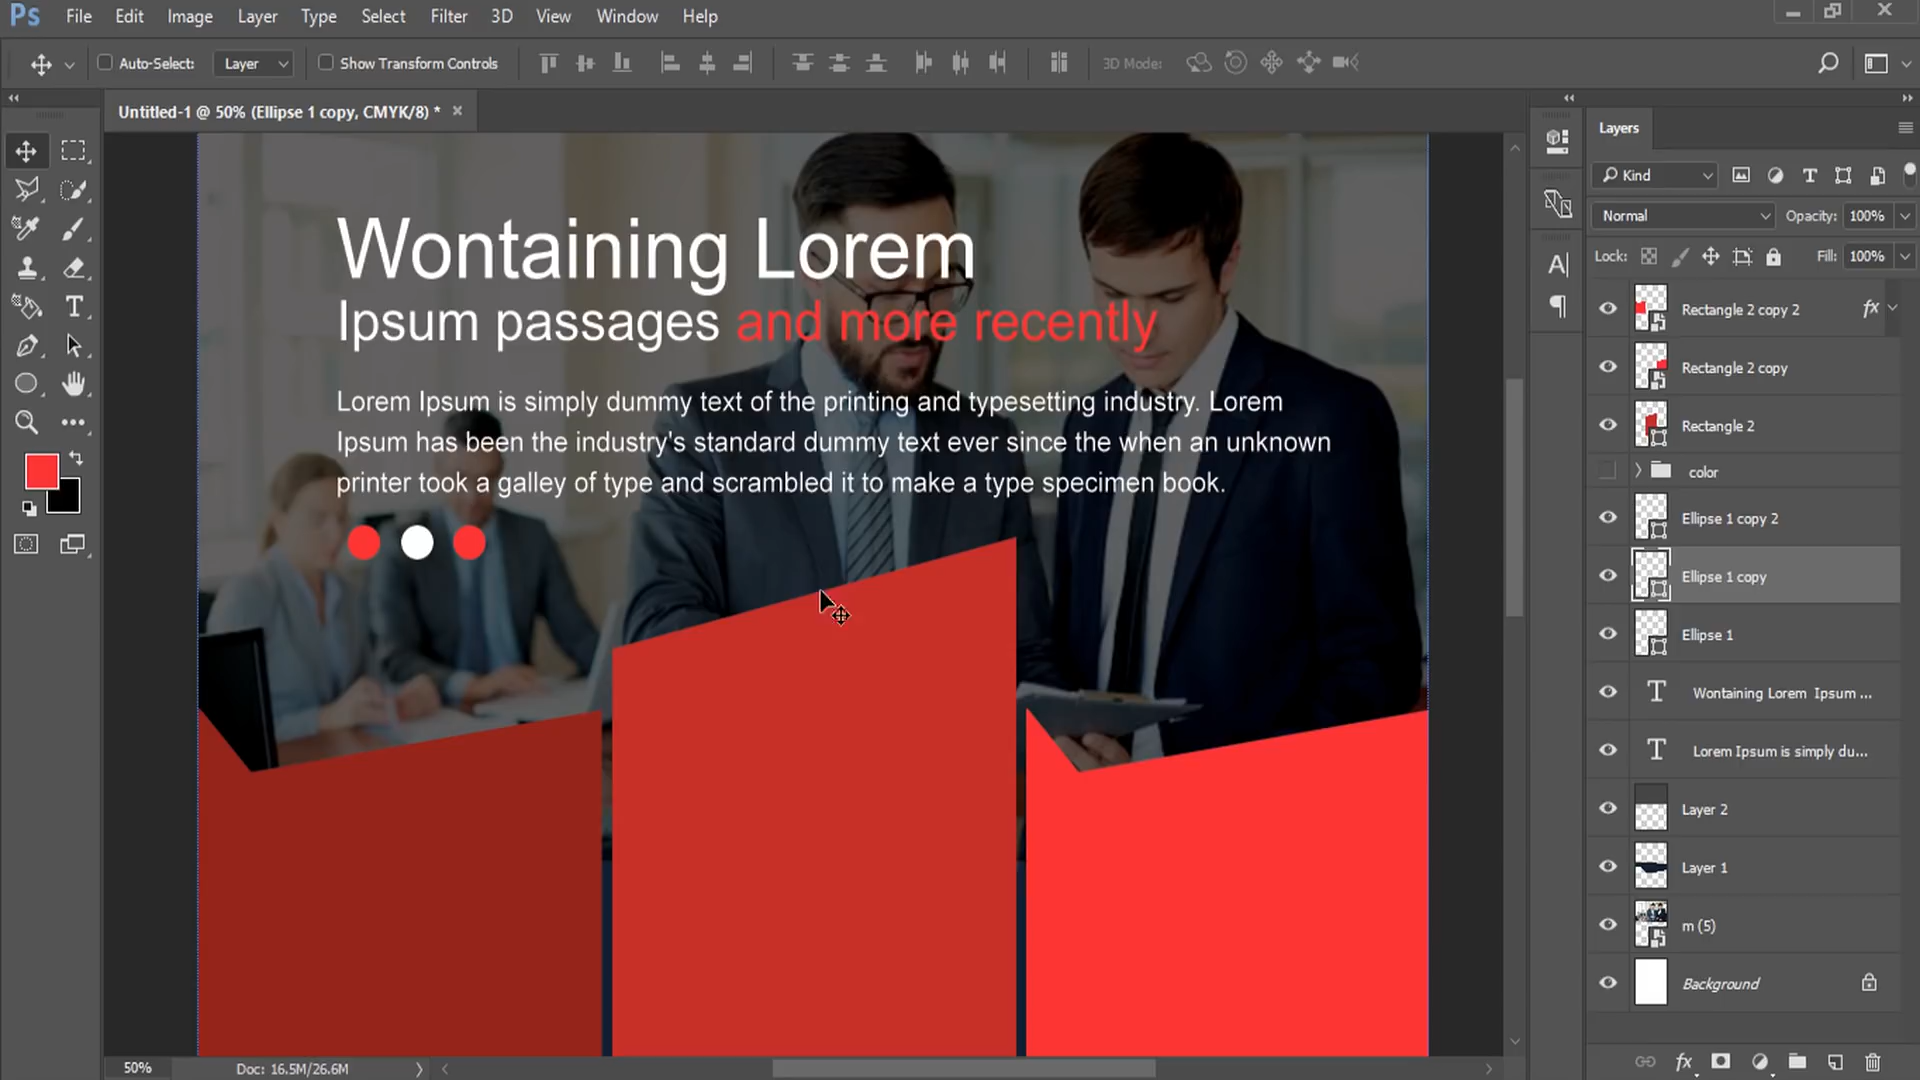 Ps File Edit Image Layer Type Select Filter 3D View Window Help
Auto-Select: Layer Show Transform Controls 3D Mode:
Untitled-1 @ 50% (Ellipse 1 copy, CMYK/8) * ×
Wontaining Lorem
Ipsum passages and more recently
Lorem Ipsum is simply dummy text of the printing and typesetting industry. Lorem
Ipsum has been the industry's standard dummy text ever since the when an unknown
printer took a galley of type and scrambled it to make a type specimen book.
50% Doc: 16.5M/26.6M
Layers
Kind
Normal Opacity: 100%
Lock: Fill: 100%
Rectangle 2 copy 2 fx
Rectangle 2 copy
Rectangle 2
color
Ellipse 1 copy 2
Ellipse 1 copy
Ellipse 1
Wontaining Lorem Ipsum ...
Lorem Ipsum is simply du...
Layer 2
Layer 1
m (5)
Background
fx